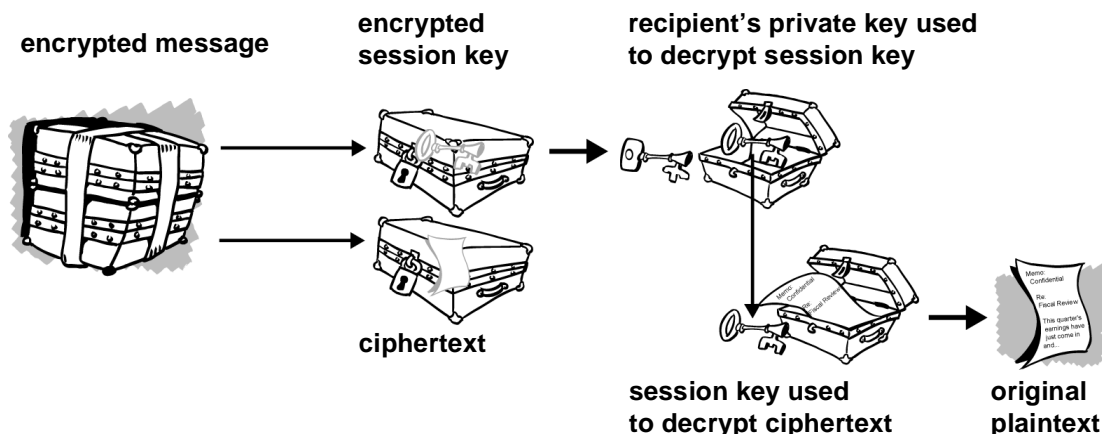 encrypted message
encrypted
session key
recipient's private key used
to decrypt session key
ciphertext
Memo:
Confidential
Re:
Fiscal Review
session key used
to decrypt ciphertext
Memo:
Confidential
Re:
Fiscal Review
This quarter's
earnings have
just come in
and...
original
plaintext